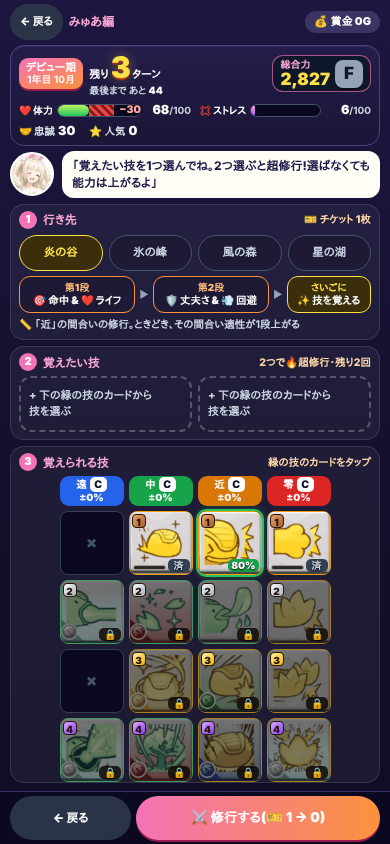 ← 戻る みゅあ編 💰 賞金 0G
デビュー期
1年目 10月
残り3ターン
最後まで あと 44
総合力
2,827 F
❤️ 体力 −30 68/100 💢 ストレス 6/100
🤝 忠誠 30 ⭐ 人気 0
「覚えたい技を1つ選んでね。2つ選ぶと超修行!選ばなくても
能力は上がるよ」
1 行き先 🎫 チケット 1枚
炎の谷 氷の峰 風の森 星の湖
第1段
🎯 命中 & ❤️ ライフ
▶
第2段
🛡️ 丈夫さ & 💨 回避
▶
さいごに
✨ 技を覚える
📏 「近」の間合いの修行。ときどき、その間合い適性が1段上がる
2 覚えたい技 2つで🔥超修行・残り2回
+ 下の緑の技のカードから
技を選ぶ
+ 下の緑の技のカードから
技を選ぶ
3 覚えられる技 緑の技のカードをタップ
遠 C 中 C 近 C 零 C
±0% ±0% ±0% ±0%
× 1 済 1 80% 1 済
2 🔒 2 🔒 2 🔒 2 🔒
× 3 🔒 3 🔒 3 🔒
4 🔒 4 🔒 4 🔒 4 🔒
← 戻る ⚔️ 修行する(🎫 1 → 0)